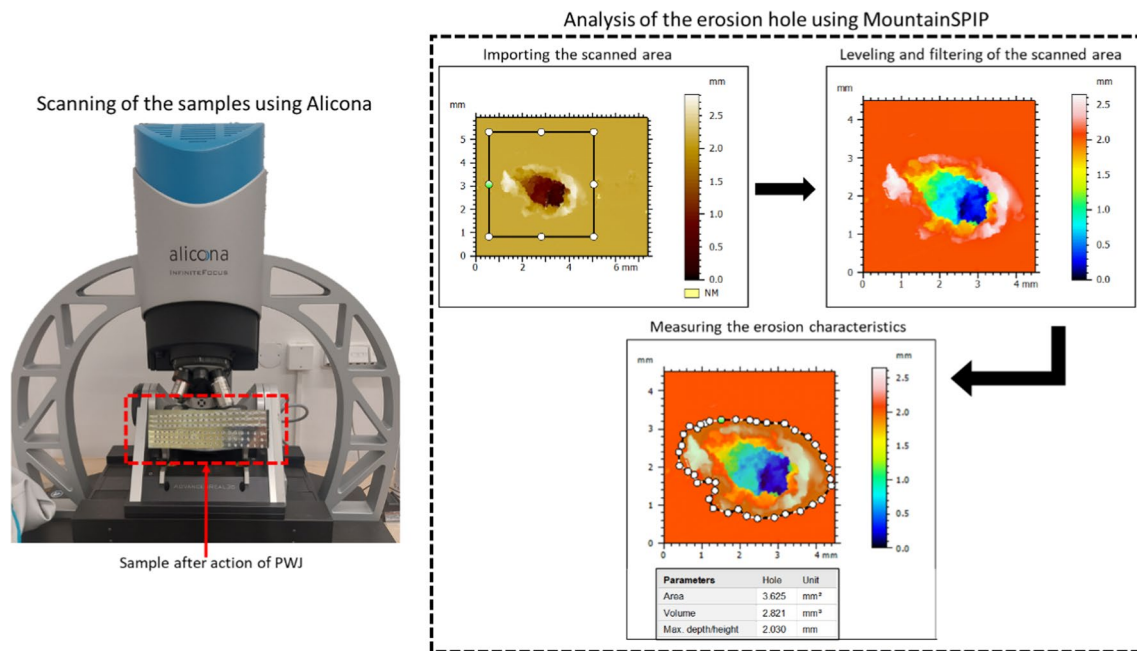 Analysis of the erosion hole using MountainSPIP
Scanning of the samples using Alicona
alicona
INFINITEFOCUS
Sample after action of PWJ
Importing the scanned area
mm
mm
5
4
3
2
1
0
0
2
4
6 mm
2.5
2.0
1.5
1.0
0.5
0.0
NM
Leveling and filtering of the scanned area
mm
mm
4
3
2
1
0
0
1
2
3
4 mm
2.5
2.0
1.5
1.0
0.5
0.0
Measuring the erosion characteristics
mm
mm
4
3
2
1
0
0
1
2
3
4 mm
2.5
2.0
1.5
1.0
0.5
0.0
Parameters Hole Unit
Area 3.625 mm²
Volume 2.821 mm³
Max. depth/height 2.030 mm